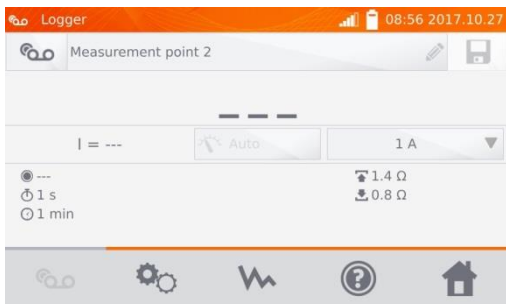 Logger 08:56 2017.10.27
Measurement point 2
---
I = --- Auto 1 A
--- 1.4 Ω
1 s 0.8 Ω
1 min
?